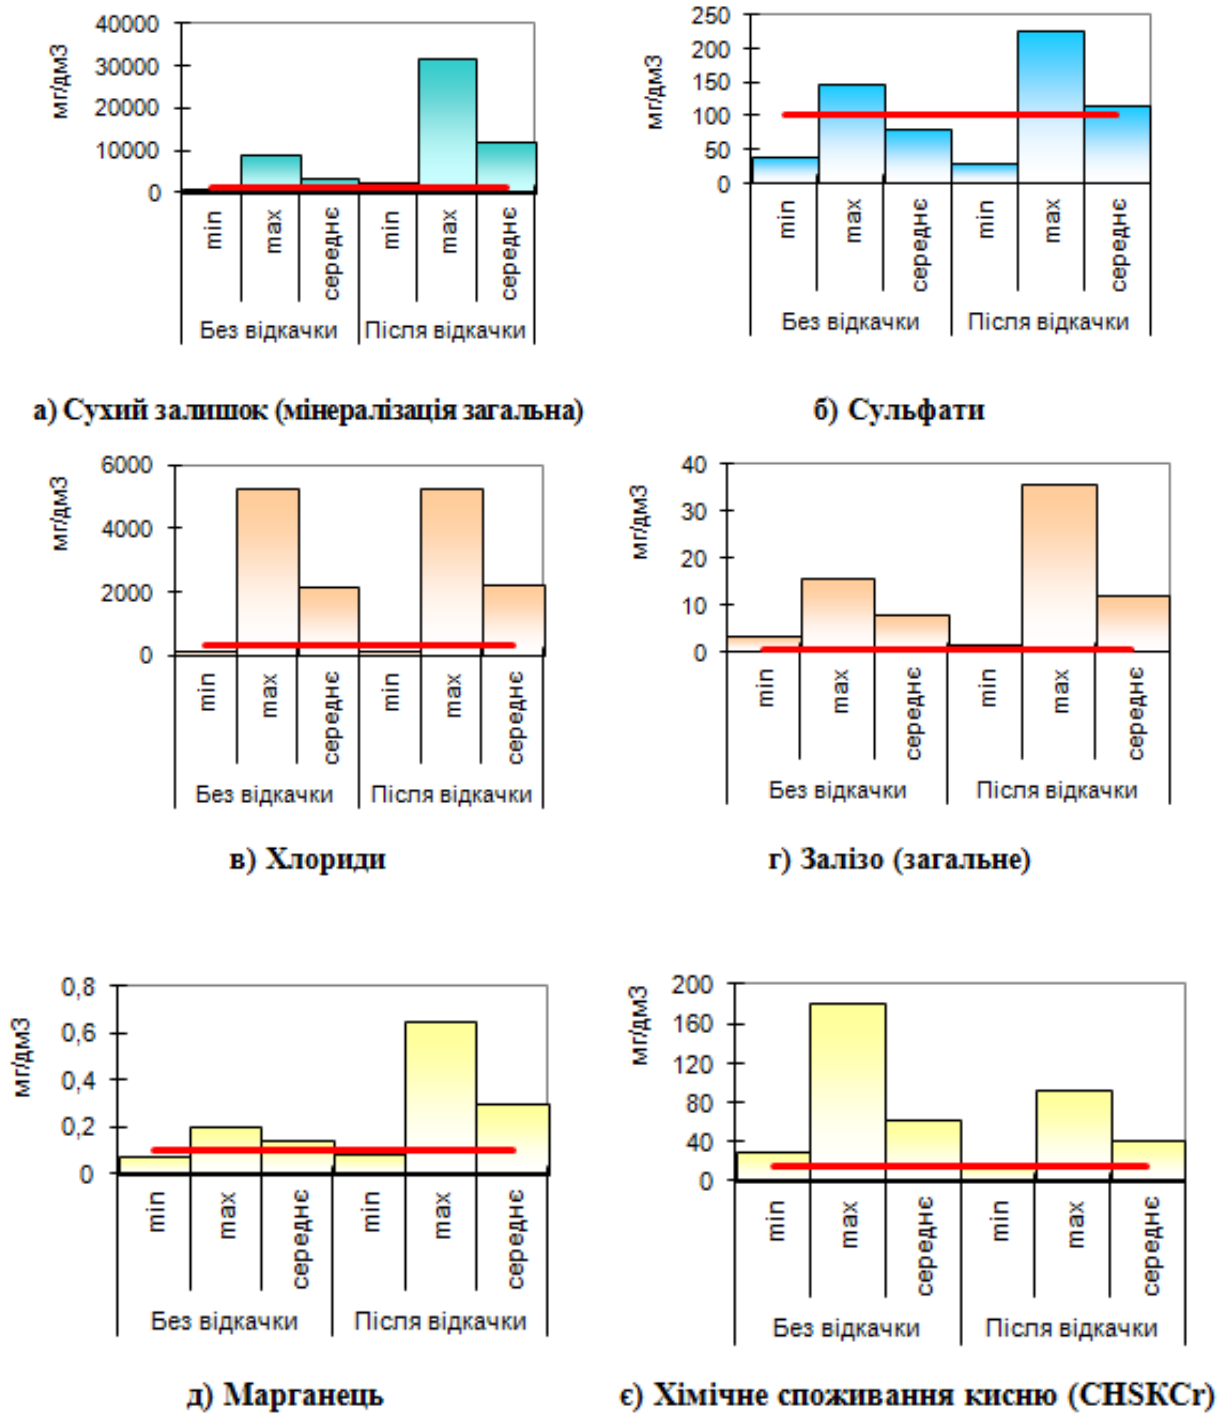 40000
30000
20000
10000
0
мг/дм3
min
max
середнє
min
max
середнє
Без відкачки
Після відкачки
а) Сухий залишок (мінералізація загальна)
250
200
150
100
50
0
мг/дм3
min
max
середнє
min
max
середнє
Без відкачки
Після відкачки
б) Сульфати
6000
4000
2000
0
мг/дм3
min
max
середнє
min
max
середнє
Без відкачки
Після відкачки
в) Хлориди
40
30
20
10
0
мг/дм3
min
max
середнє
min
max
середнє
Без відкачки
Після відкачки
г) Залізо (загальне)
0,8
0,6
0,4
0,2
0
мг/дм3
min
max
середнє
min
max
середнє
Без відкачки
Після відкачки
д) Марганець
200
160
120
80
40
0
мг/дм3
min
max
середнє
min
max
середнє
Без відкачки
Після відкачки
є) Хімічне споживання кисню (CHSKCr)